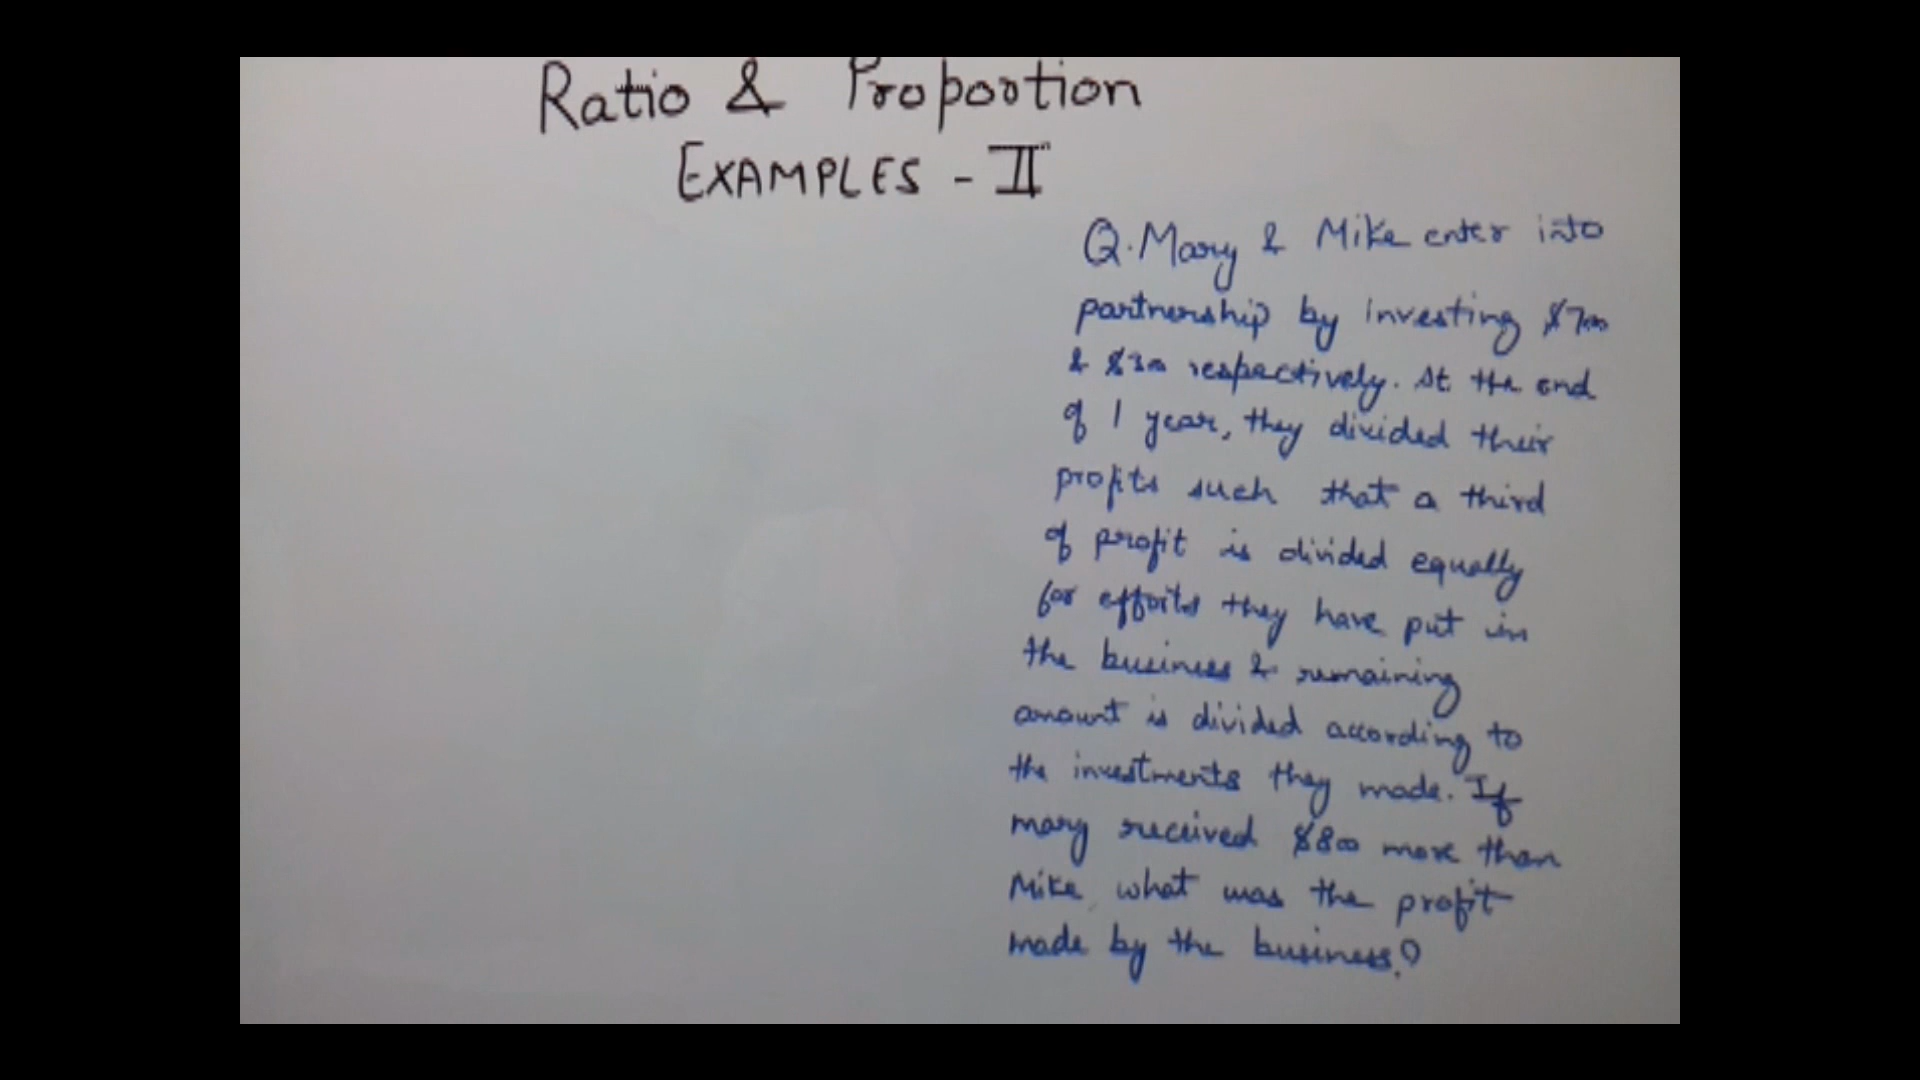 Ratio & Proportion
EXAMPLES - II
Q. Mary & Mike enter into
partnership by investing $700
& $300 respectively. At the end
of 1 year, they divided their
profits such that a third
of profit is divided equally
for efforts they have put in
the business & remaining
amount is divided according to
the investments they made. If
mary received $800 more than
Mike, what was the profit
made by the business?